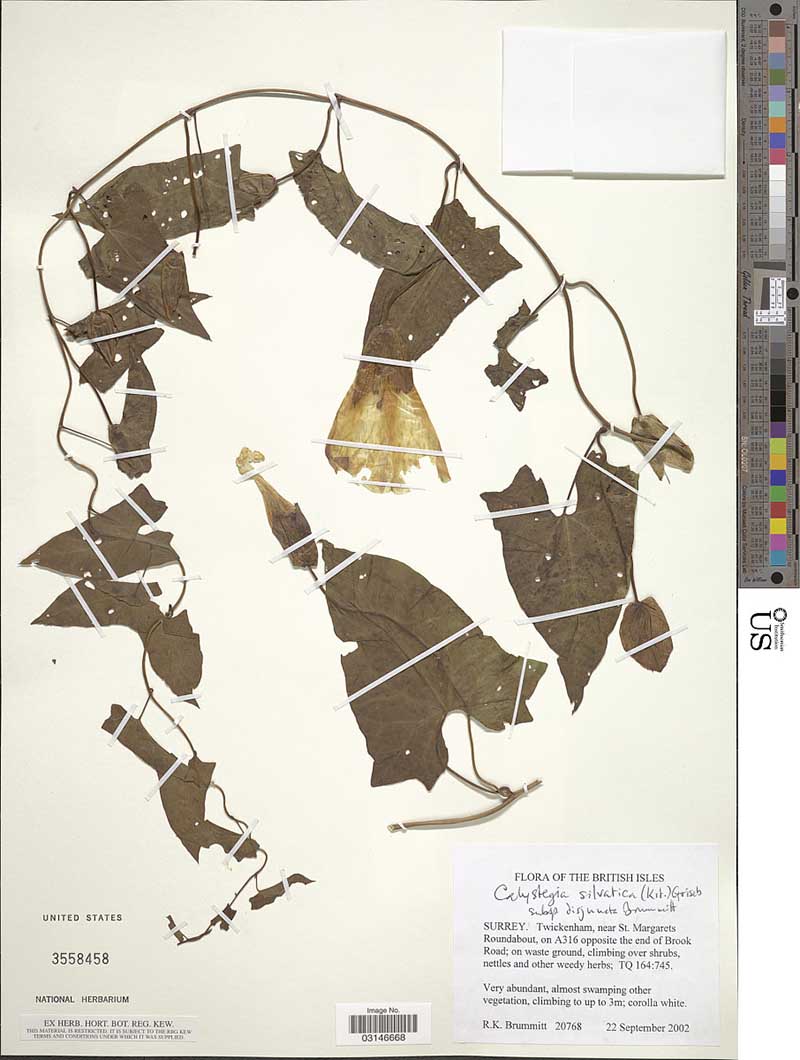 FLORA OF THE BRITISH ISLES
Calystegia silvatica (Kit.) Griseb
subsp disjuncta Brummitt
SURREY. Twickenham, near St. Margarets
Roundabout, on A316 opposite the end of Brook
Road; on waste ground, climbing over shrubs,
nettles and other weedy herbs; TQ 164:745.
Very abundant, almost swamping other
vegetation, climbing to up to 3m; corolla white.
R.K. Brummitt 20768 22 September 2002
UNITED STATES
3558458
NATIONAL HERBARIUM
EX HERB. HORT. BOT. REG. KEW.
THIS MATERIAL IS RESTRICTED. IT IS SUBJECT TO THE RBG KEW
TERMS AND CONDITIONS UNDER WHICH IT WAS SUPPLIED.
Image No.
03146668
Smithsonian
Institution
US
Golden Thread